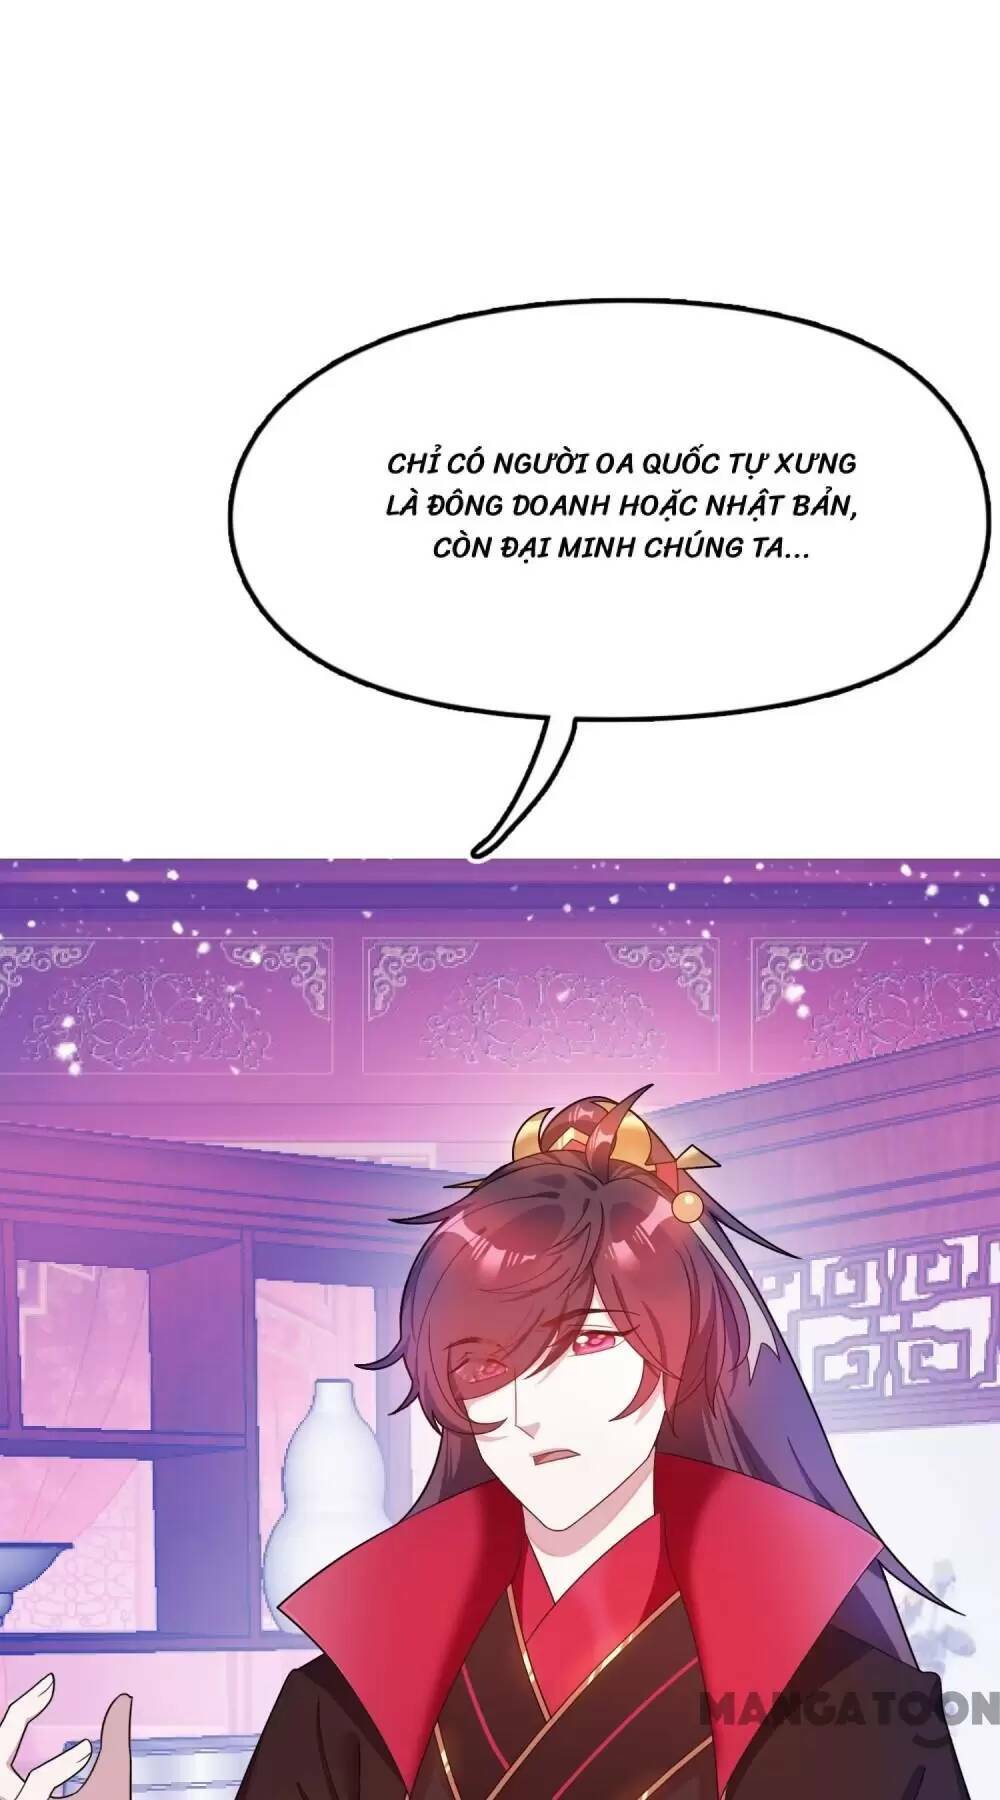 CHỈ CÓ NGƯỜI OA QUỐC TỰ XƯNG
LÀ ĐÔNG DOANH HOẶC NHẬT BẢN,
CÒN ĐẠI MINH CHÚNG TA...
MANGATOON